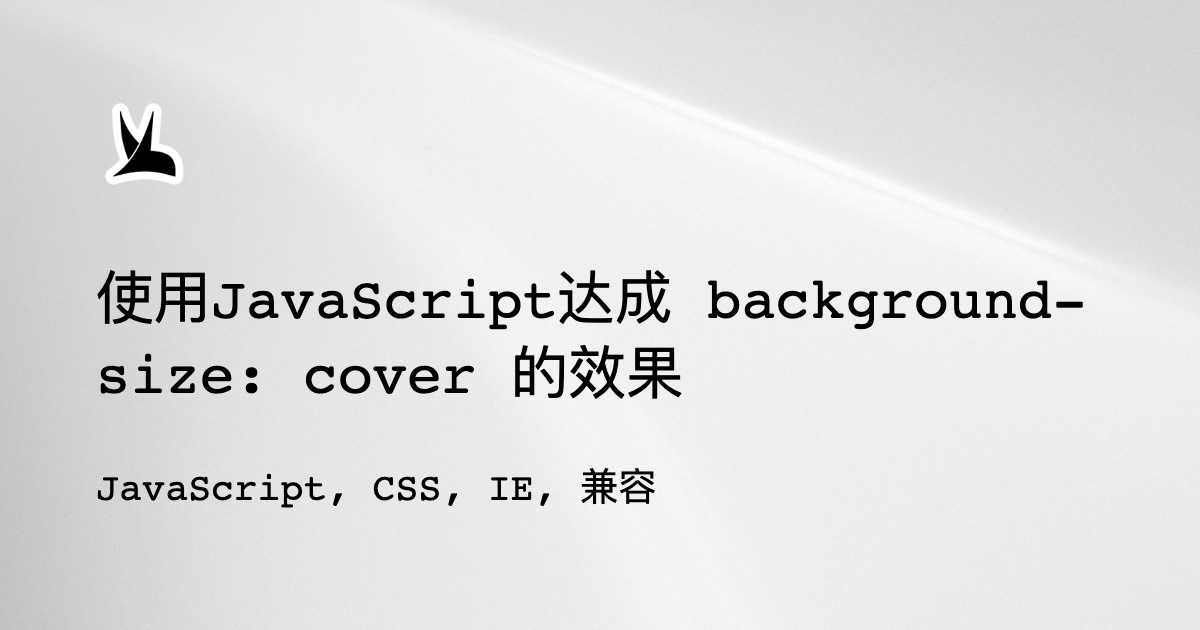 使用JavaScript达成 background-
size: cover 的效果
JavaScript, CSS, IE, 兼容